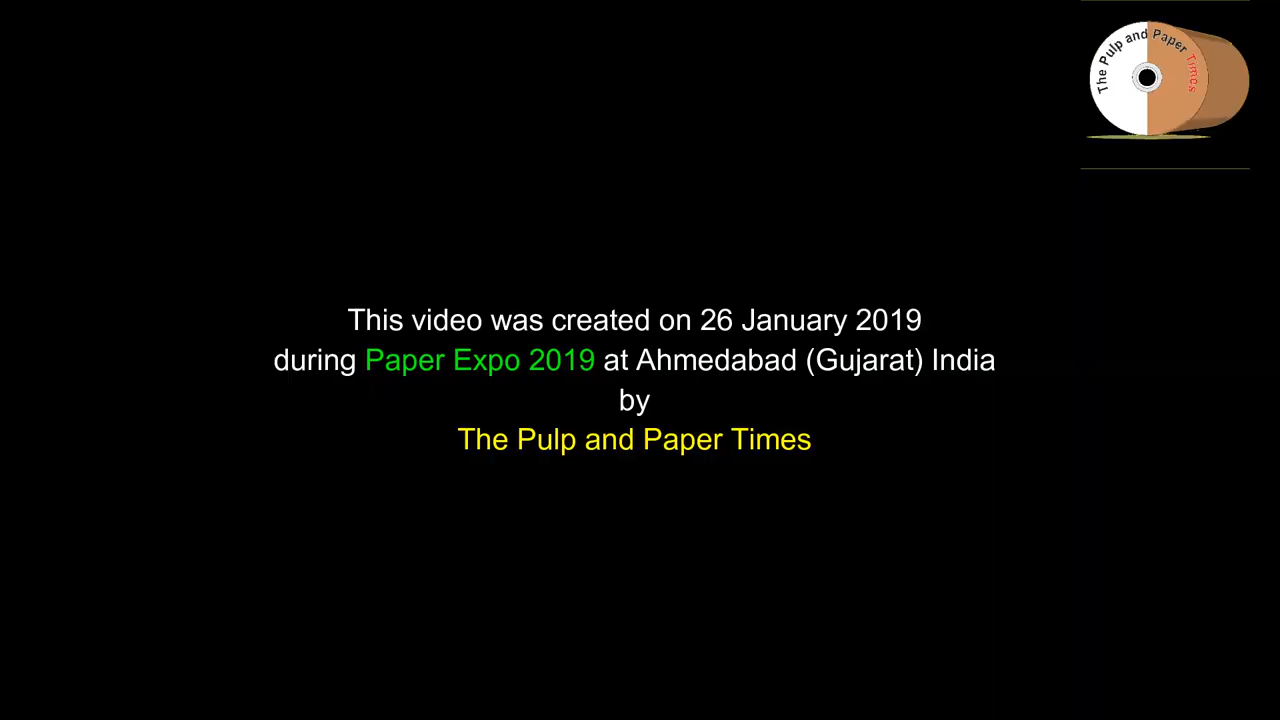 The Pulp and Paper Times
This video was created on 26 January 2019
during Paper Expo 2019 at Ahmedabad (Gujarat) India
by
The Pulp and Paper Times